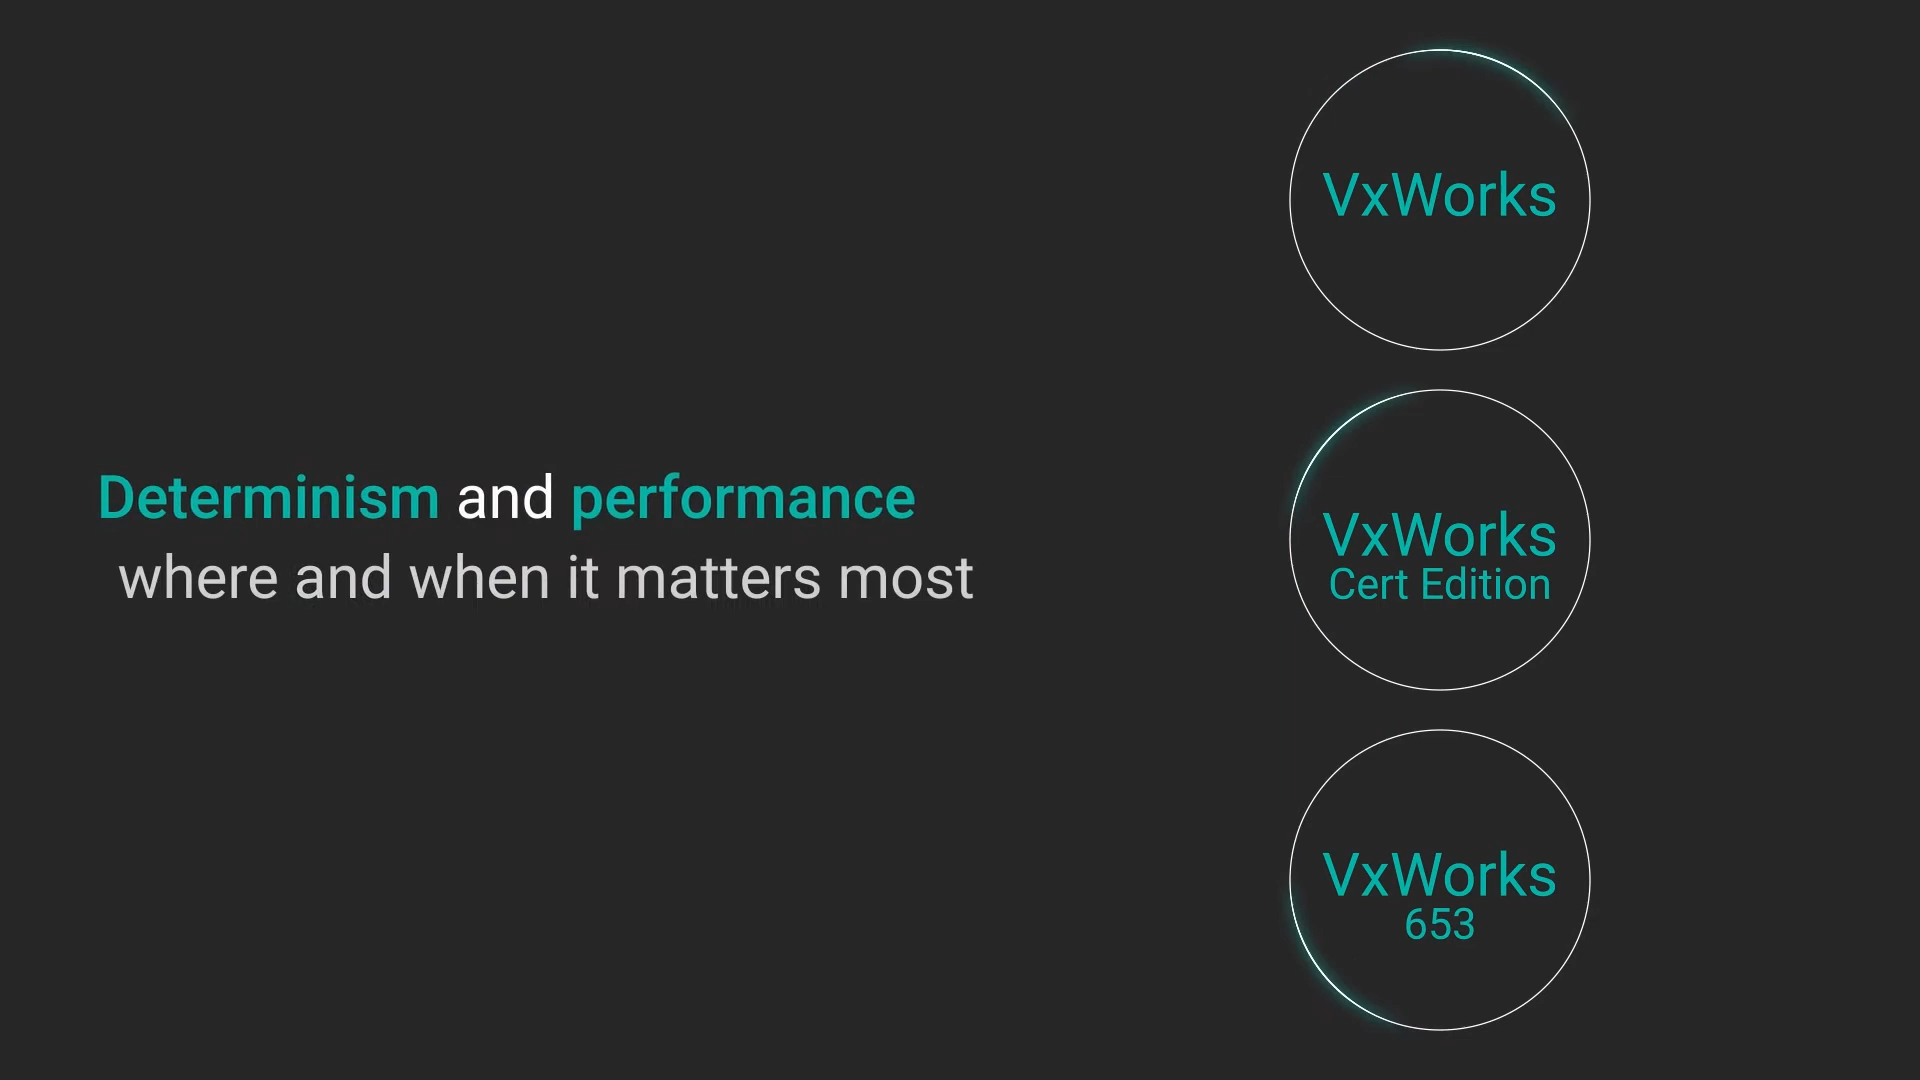 Determinism and performance
where and when it matters most
VxWorks
VxWorks
Cert Edition
VxWorks
653